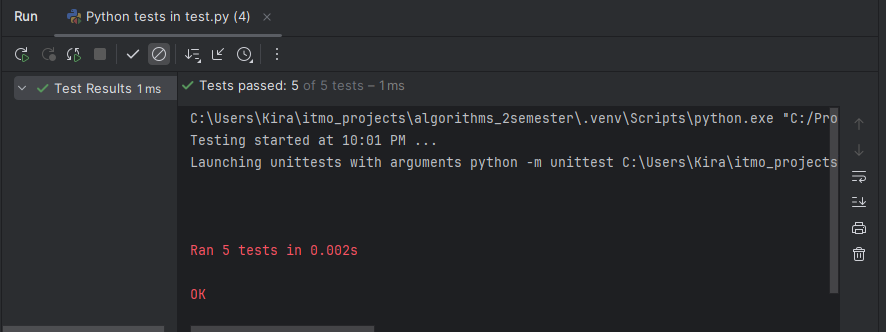 Run Python tests in test.py (4)
Test Results 1 ms
Tests passed: 5 of 5 tests – 1 ms
C:\Users\Kira\itmo_projects\algorithms_2semester\.venv\Scripts\python.exe "C:/Pro
Testing started at 10:01 PM ...
Launching unittests with arguments python -m unittest C:\Users\Kira\itmo_projects
Ran 5 tests in 0.002s
OK